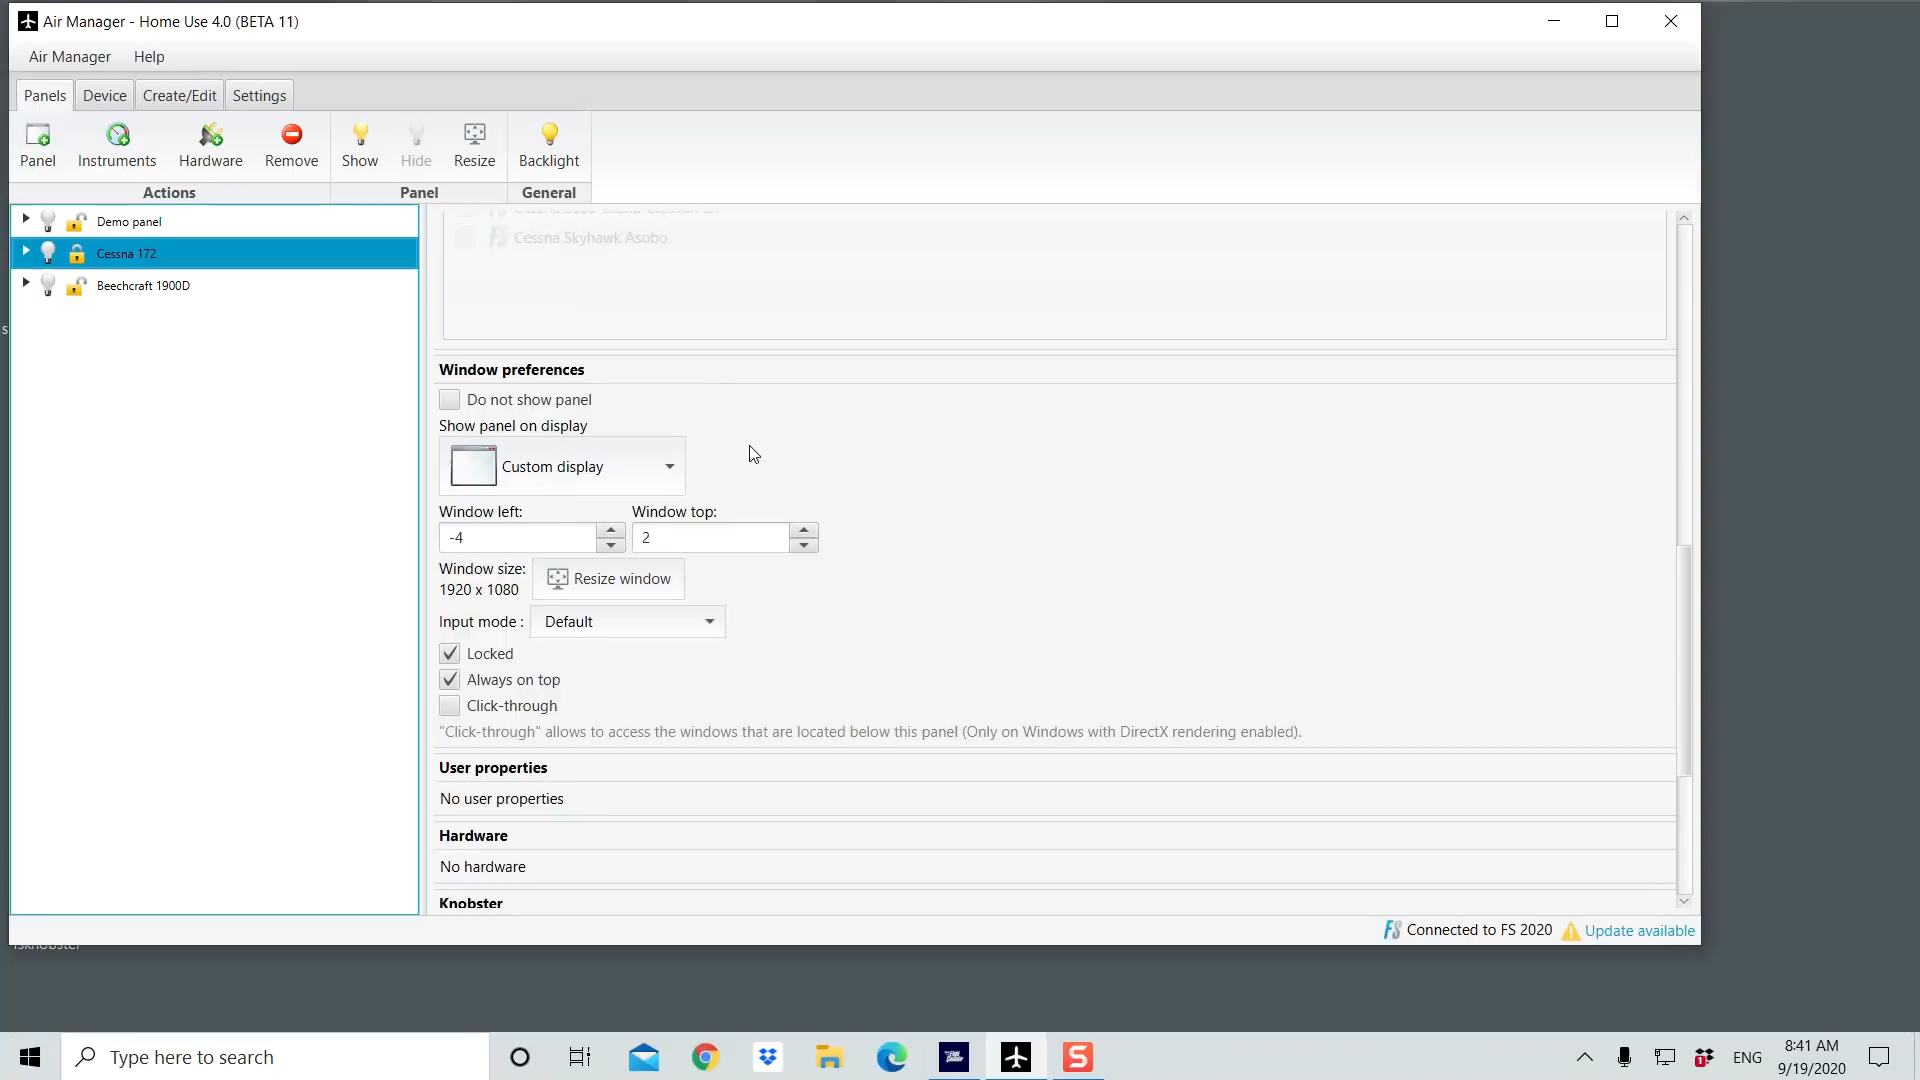 Air Manager - Home Use 4.0 (BETA 11)
Air Manager Help
Panels Device Create/Edit Settings
Panel Instruments Hardware Remove Show Hide Resize Backlight
Actions Panel General
Demo panel
Cessna 172
Beechcraft 1900D
Cessna Skyhawk Asobo
Window preferences
Do not show panel
Show panel on display
Custom display
Window left: Window top:
-4 2
Window size:
1920 x 1080
Resize window
Input mode : Default
Locked
Always on top
Click-through
"Click-through" allows to access the windows that are located below this panel (Only on Windows with DirectX rendering enabled).
User properties
No user properties
Hardware
No hardware
Knobster
FS Connected to FS 2020 Update available
Type here to search
S
1
ENG
8:41 AM
9/19/2020